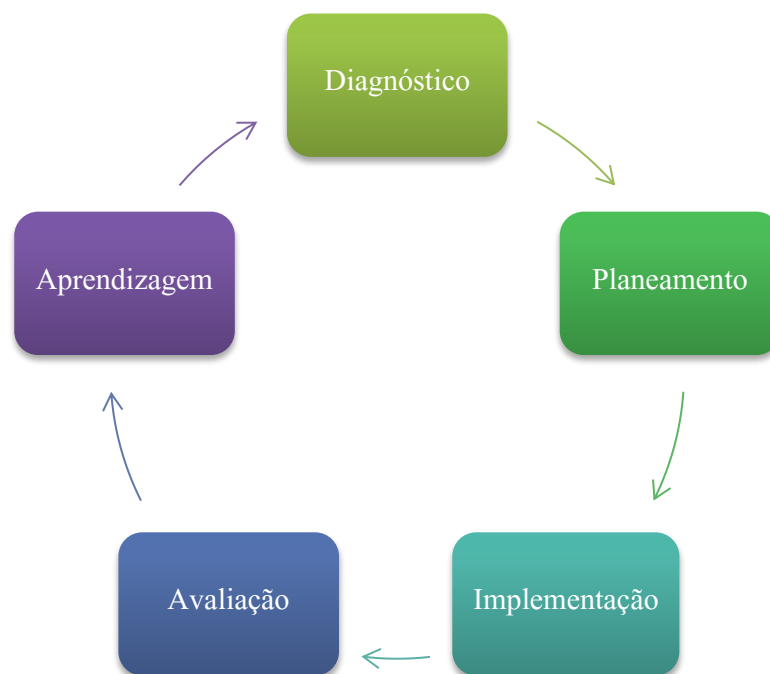 Diagnóstico
Planeamento
Implementação
Avaliação
Aprendizagem